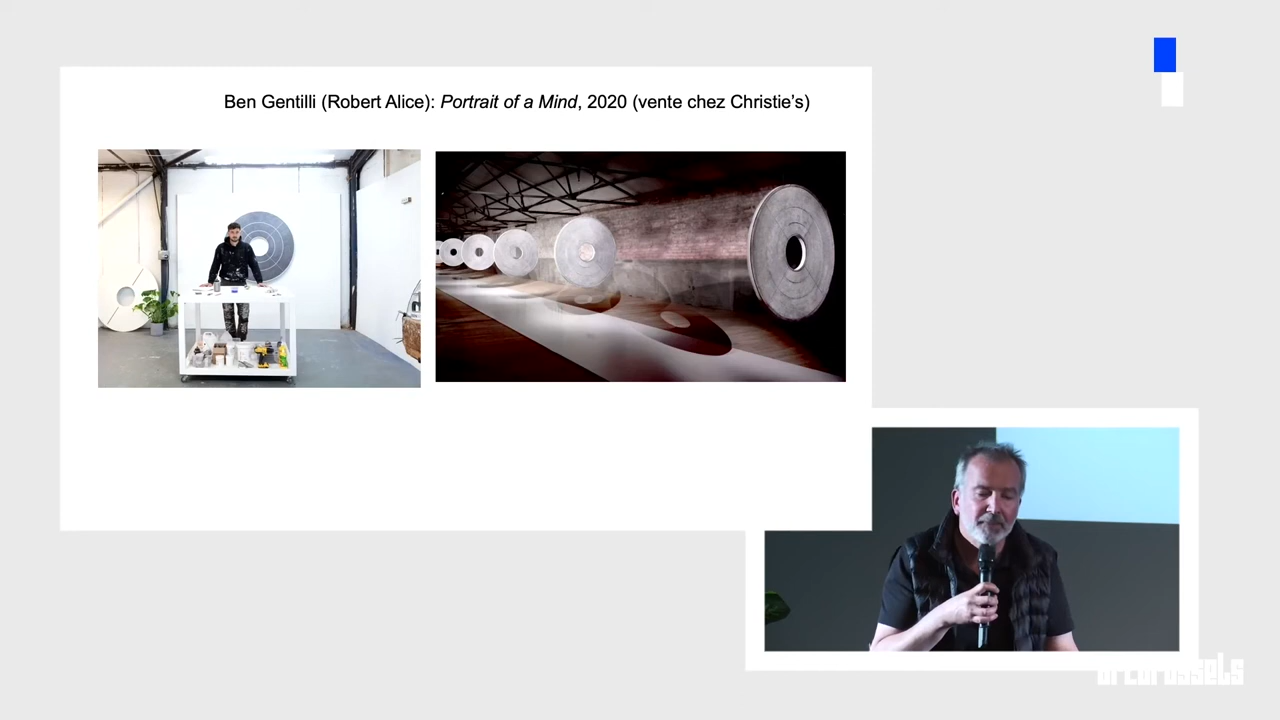 Ben Gentilli (Robert Alice): Portrait of a Mind, 2020 (vente chez Christie's)